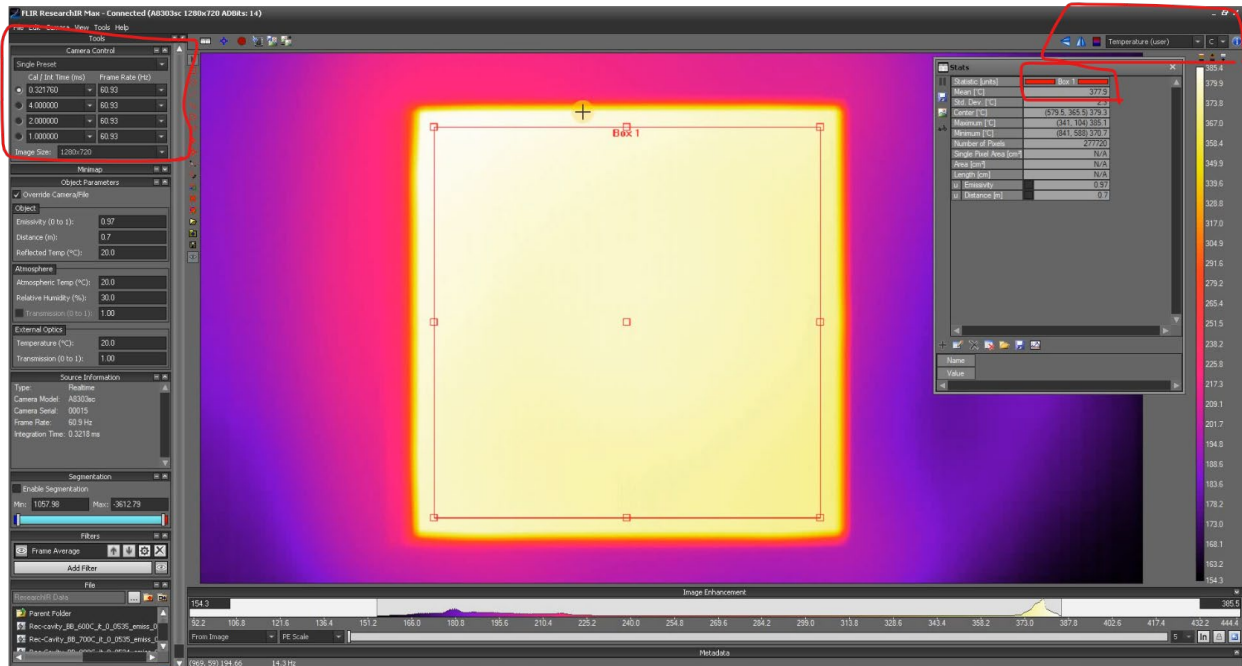 FLIR ResearchIR Max - Connected (A8303sc 1280x720 ADBits: 14)
File Edit Camera View Tools Help
Tools
Camera Control
Single Preset
Cal / Int Time (ms) Frame Rate (Hz)
0.321760 60.93
4.000000 60.93
2.000000 60.93
1.000000 60.93
Image Size: 1280x720
Minimap
Object Parameters
Override Camera/File
Object
Emissivity (0 to 1): 0.97
Distance (m): 0.7
Reflected Temp (°C): 20.0
Atmosphere
Atmospheric Temp (°C): 20.0
Relative Humidity (%): 30.0
Transmission (0 to 1): 1.00
External Optics
Temperature (°C): 20.0
Transmission (0 to 1): 1.00
Source Information
Type: Realtime
Camera Model: A8303sc
Camera Serial: 00015
Frame Rate: 60.9 Hz
Integration Time: 0.3218 ms
Segmentation
Enable Segmentation
Min: 1057.98 Max: -3612.79
Filters
Frame Average
Add Filter
File
ResearchIR Data
Parent Folder
Rec-cavity_BB_600C_it_0_0535_emiss_0
Rec-Cavity_BB_700C_it_0_0535_emiss_0
Box 1
Temperature (user) C
Stats
Statistic [units] Box 1
Mean [°C] 377.9
Std. Dev. [°C] 2.3
Center [°C] (579.5, 365.5) 379.3
Maximum [°C] (341, 104) 385.1
Minimum [°C] (841, 588) 370.7
Number of Pixels 277720
Single Pixel Area [cm²] N/A
Area [cm²] N/A
Length [cm] N/A
u Emissivity 0.97
u Distance [m] 0.7
Name
Value
385.4
379.9
373.8
367.0
358.4
349.9
339.6
328.8
317.0
304.9
291.6
279.2
265.4
251.5
238.2
225.8
217.3
209.1
201.7
194.8
188.6
183.6
178.2
173.0
168.1
163.2
154.3
Image Enhancement
154.3 385.5
92.2 106.8 121.6 136.4 151.2 166.0 180.8 195.6 210.4 225.2 240.0 254.8 269.6 284.4 299.0 313.8 328.6 343.4 358.2 373.0 387.8 402.6 417.4 432.2 444.4
From Image PE Scale 5 In
Metadata
(969, 59) 194.66 14.3 Hz